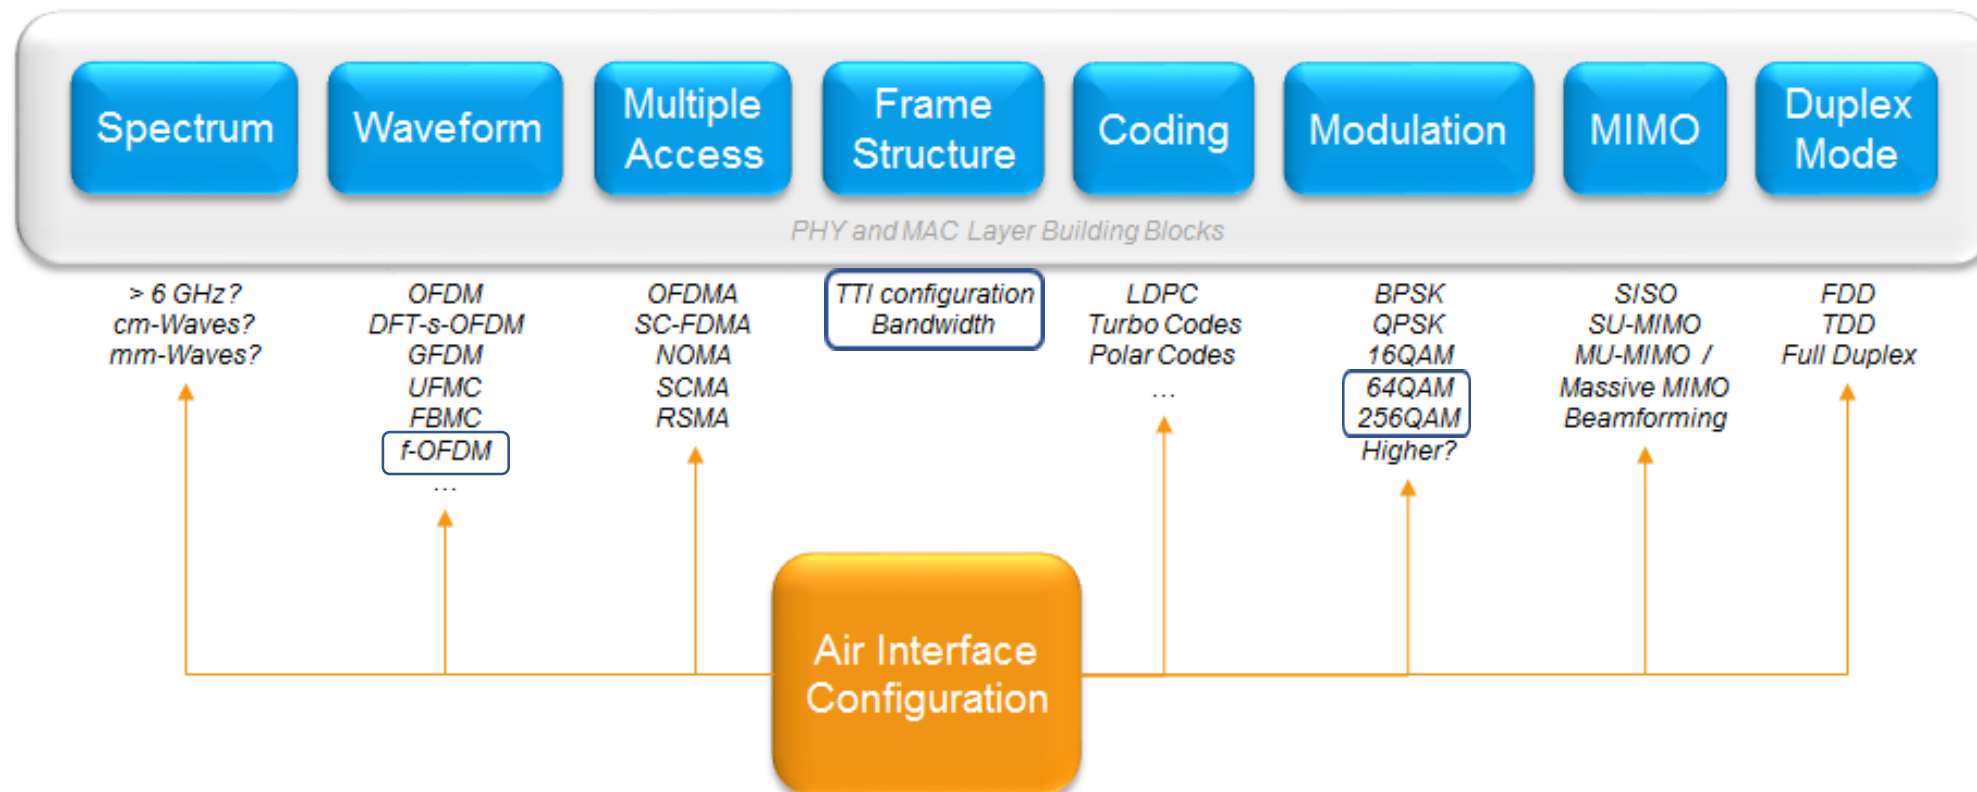 Spectrum
Waveform
Multiple
Access
Frame
Structure
Coding
Modulation
MIMO
Duplex
Mode
PHY and MAC Layer Building Blocks
> 6 GHz?
cm-Waves?
mm-Waves?
OFDM
DFT-s-OFDM
GFDM
UFMC
FBMC
f-OFDM
...
OFDMA
SC-FDMA
NOMA
SCMA
RSMA
TTI configuration
Bandwidth
LDPC
Turbo Codes
Polar Codes
...
BPSK
QPSK
16QAM
64QAM
256QAM
Higher?
SISO
SU-MIMO
MU-MIMO /
Massive MIMO
Beamforming
FDD
TDD
Full Duplex
Air Interface
Configuration